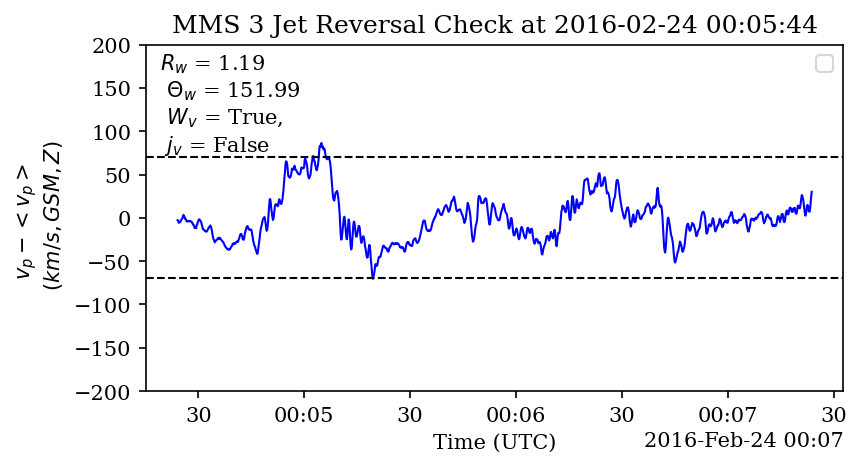 MMS 3 Jet Reversal Check at 2016-02-24 00:05:44
R_w = 1.19
Θ_w = 151.99
W_v = True,
j_v = False
200
150
100
50
0
−50
−100
−150
−200
v_p − < v_p >
(km/s, GSM, Z)
30 00:05 30 00:06 30 00:07 30
Time (UTC) 2016-Feb-24 00:07